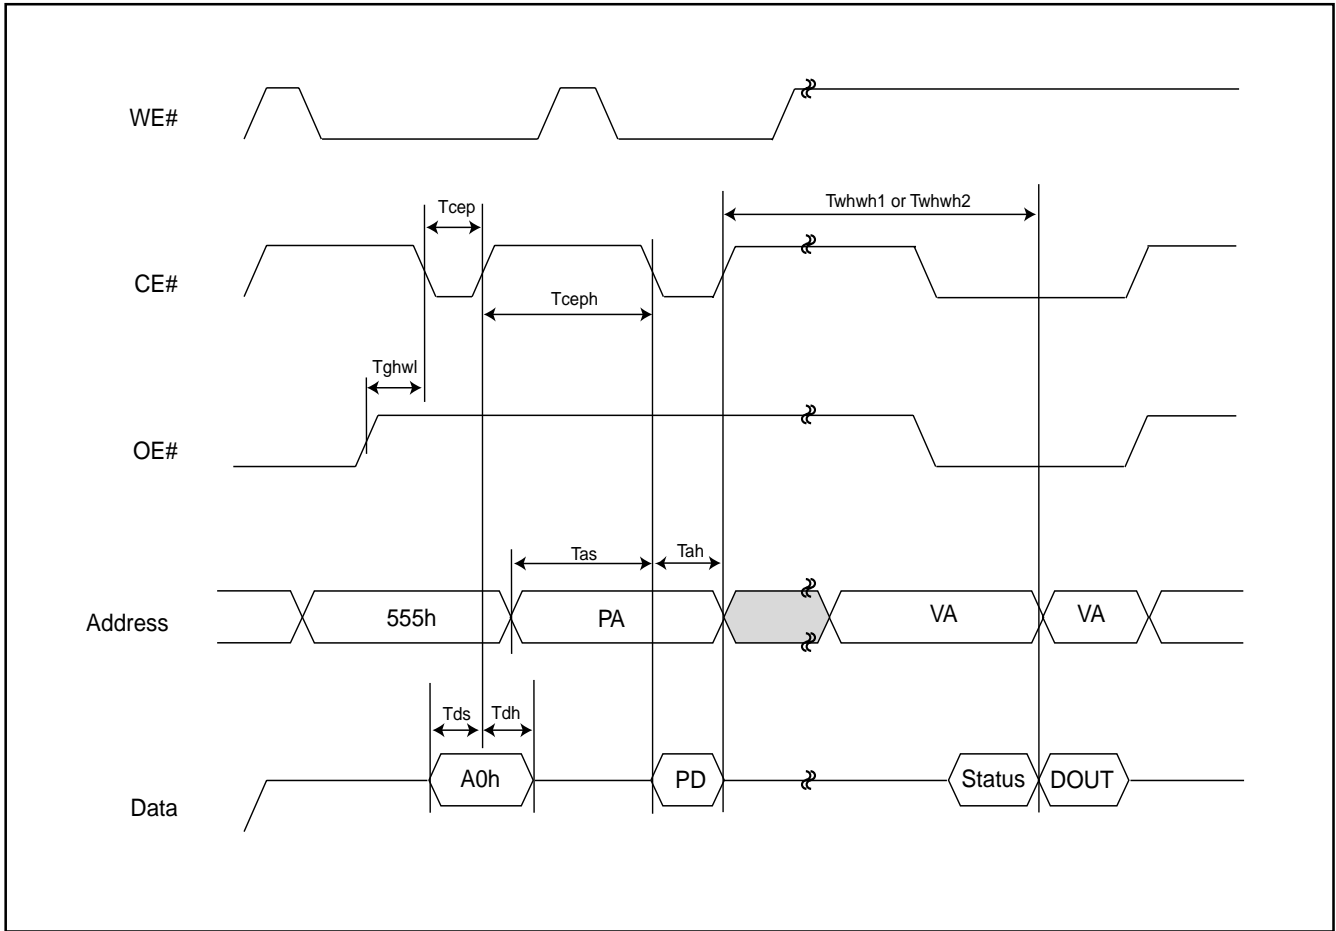 WE#
Twhwh1 or Twhwh2
Tcep
CE#
Tceph
Tghwl
OE#
Tas
Tah
Address
555h
PA
VA
VA
Tds
Tdh
A0h
PD
Status
DOUT
Data